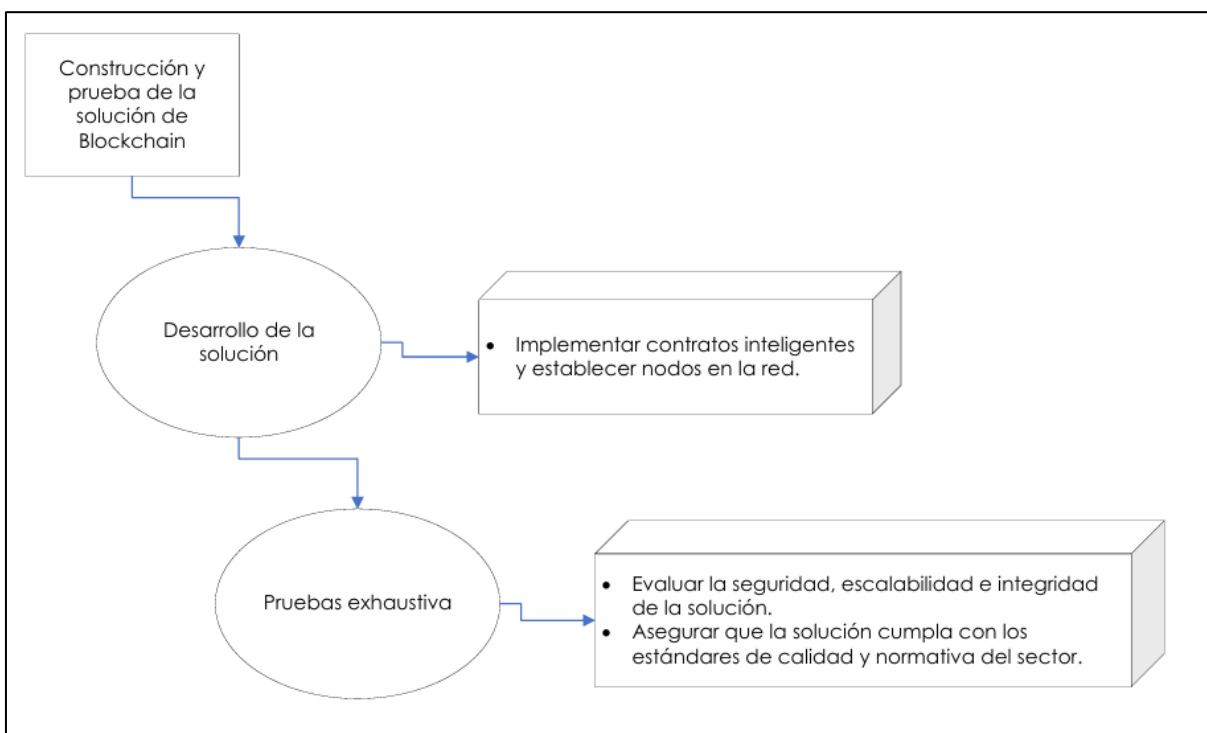 Construcción y
prueba de la
solución de
Blockchain
Desarrollo de la
solución
• Implementar contratos inteligentes
y establecer nodos en la red.
Pruebas exhaustiva
• Evaluar la seguridad, escalabilidad e integridad
de la solución.
• Asegurar que la solución cumpla con los
estándares de calidad y normativa del sector.